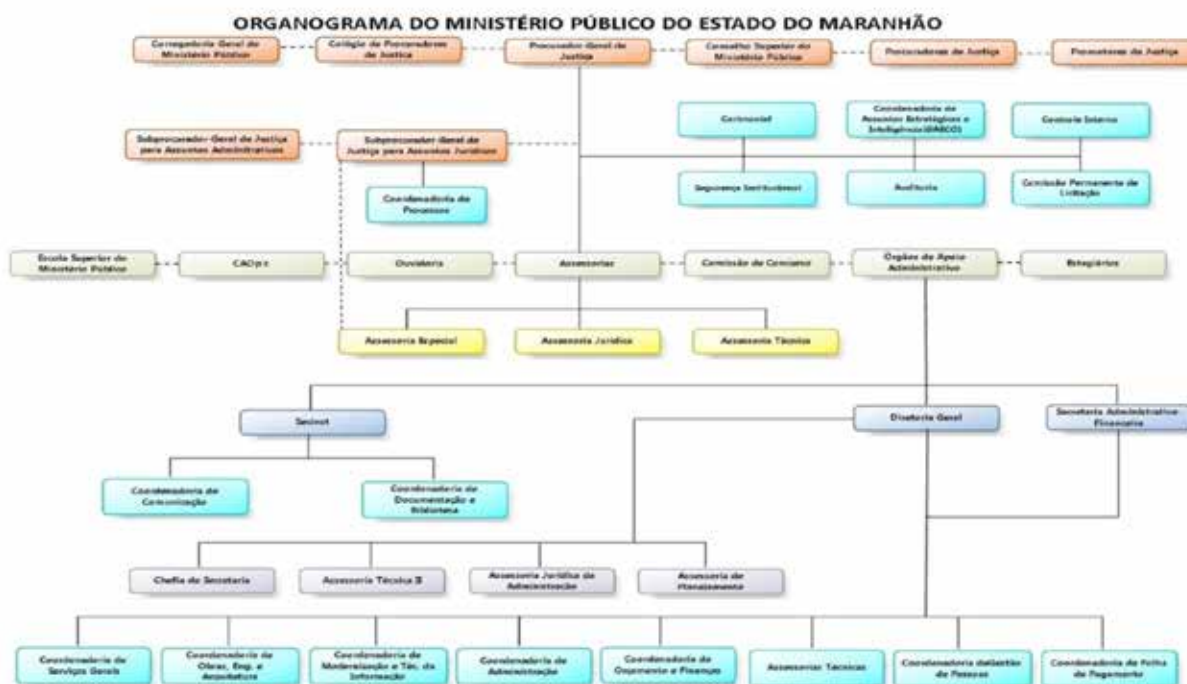 ORGANOGRAMA DO MINISTÉRIO PÚBLICO DO ESTADO DO MARANHÃO
Corregedoria Geral do
Ministério Público
Colégio de Procuradores
de Justiça
Procurador-Geral de
Justiça
Conselho Superior do
Ministério Público
Procuradores de Justiça
Promotores de Justiça
Cerimonial
Coordenadoria de
Assuntos Estratégicos e
Inteligência
Controle Interno
Subprocurador-Geral de Justiça
para Assuntos Administrativos
Subprocurador-Geral de
Justiça para Assuntos Jurídicos
Segurança Institucional
Auditoria
Comissão Permanente de
Licitação
Coordenadoria de
Processos
Escola Superior do
Ministério Público
CAOp's
Ouvidoria
Assessorias
Comissão de Concurso
Órgãos de Apoio
Administrativo
Estagiários
Assessoria Especial
Assessoria Jurídica
Assessoria Técnica
Secinst
Diretoria Geral
Secretaria Administrativo
Financeira
Coordenadoria de
Comunicação
Coordenadoria de
Documentação e
Biblioteca
Chefia de Secretaria
Assessoria Técnica
Assessoria Jurídica da
Administração
Assessoria de
Planejamento
Coordenadoria de
Serviços Gerais
Coordenadoria de
Obras, Eng. e
Arquitetura
Coordenadoria de
Modernização e Tec. da
Informação
Coordenadoria de
Administração
Coordenadoria de
Orçamento e Finanças
Assessorias Técnicas
Coordenadoria de Gestão
de Pessoas
Coordenadoria de Folha
de Pagamento